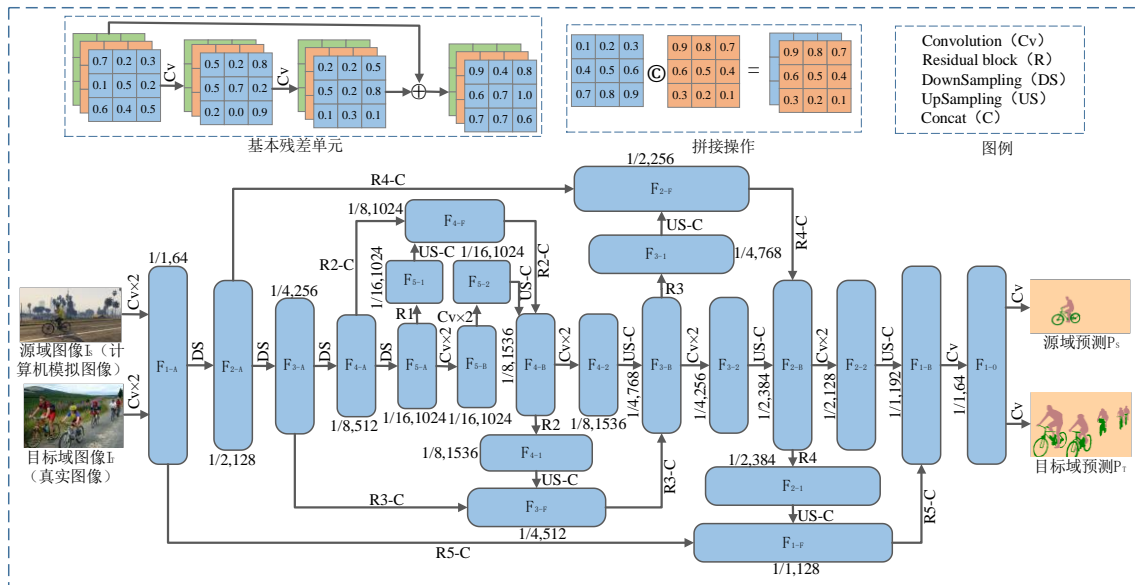 0.7 0.2 0.3
0.1 0.5 0.2
0.6 0.4 0.5
Cv
0.5 0.2 0.8
0.5 0.7 0.2
0.2 0.0 0.9
Cv
0.2 0.2 0.5
0.5 0.2 0.8
0.1 0.3 0.1
0.9 0.4 0.8
0.6 0.7 1.0
0.7 0.7 0.6
基本残差单元
0.1 0.2 0.3
0.4 0.5 0.6
0.7 0.8 0.9
©
0.9 0.8 0.7
0.6 0.5 0.4
0.3 0.2 0.1
=
0.9 0.8 0.7
0.6 0.5 0.4
0.3 0.2 0.1
拼接操作
Convolution（Cv）
Residual block（R）
DownSampling（DS）
UpSampling（US）
Concat（C）
图例
源域图像IS（计
算机模拟图像）
目标域图像IT
（真实图像）
Cv×2
Cv×2
1/1,64
F1-A
DS
F2-A
1/2,128
DS
1/4,256
F3-A
DS
F4-A
1/8,512
DS
F5-A
1/16,1024
R1
1/16,1024
F5-1
US-C
R2-C
1/8,1024
F4-F
R2-C
Cv×2
F5-B
1/16,1024
Cv×2
1/16,1024
F5-2
US-C
1/8,1536
F4-B
R2
1/8,1536
F4-1
US-C
F3-F
1/4,512
R3-C
R3-C
Cv×2
F4-2
1/8,1536
US-C
1/4,768
F3-B
R3
F3-1
1/4,768
US-C
1/2,256
F2-F
R4-C
R4-C
Cv×2
1/4,256
F3-2
US-C
1/2,384
F2-B
R4
1/2,384
F2-1
US-C
F1-F
1/1,128
R5-C
R5-C
Cv×2
1/2,128
F2-2
US-C
1/1,192
F1-B
Cv
1/1,64
F1-O
Cv
Cv
源域预测PS
目标域预测PT